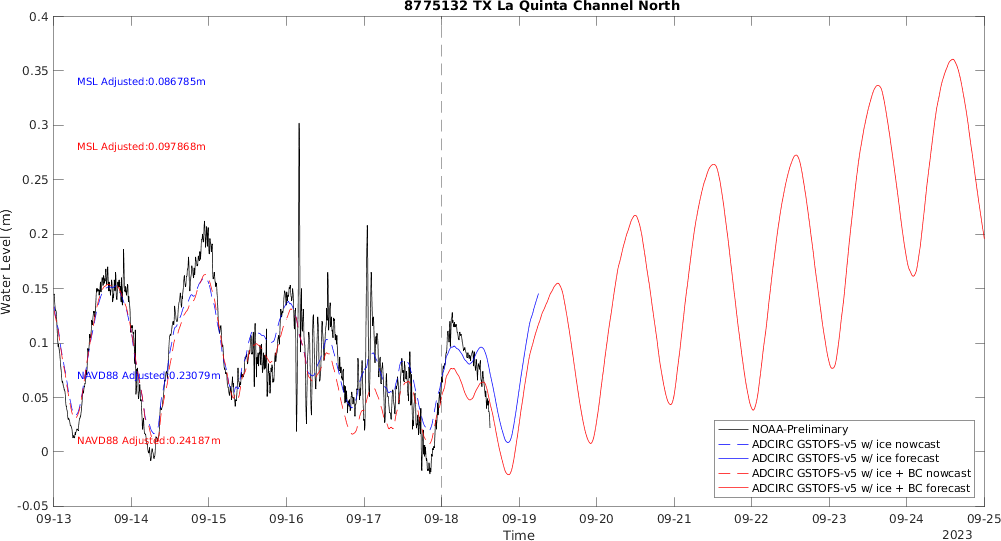 8775132 TX La Quinta Channel North
0.4
0.35
0.3
0.25
0.2
0.15
0.1
0.05
0
-0.05
Water Level (m)
MSL Adjusted:0.086785m
MSL Adjusted:0.097868m
NAVD88 Adjusted:0.23079m
NAVD88 Adjusted:0.24187m
NOAA-Preliminary
ADCIRC GSTOFS-v5 w/ ice nowcast
ADCIRC GSTOFS-v5 w/ ice forecast
ADCIRC GSTOFS-v5 w/ ice + BC nowcast
ADCIRC GSTOFS-v5 w/ ice + BC forecast
09-13 09-14 09-15 09-16 09-17 09-18 09-19 09-20 09-21 09-22 09-23 09-24 09-25
Time
2023